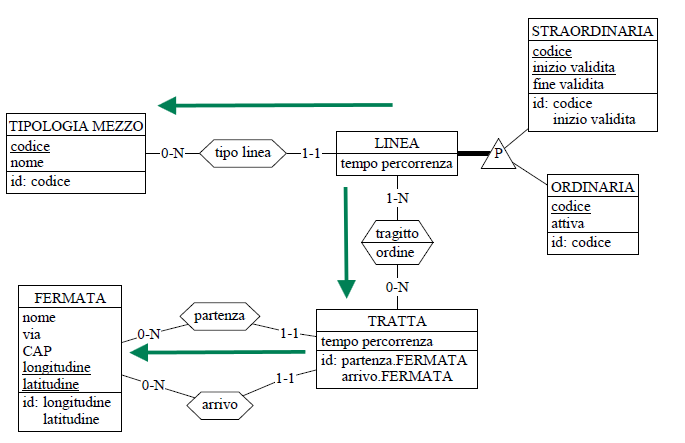 STRAORDINARIA
codice
inizio validita
fine validita
id: codice
inizio validita
TIPOLOGIA MEZZO
codice
nome
id: codice
0-N
tipo linea
1-1
LINEA
tempo percorrenza
P
ORDINARIA
codice
attiva
id: codice
1-N
tragitto
ordine
0-N
FERMATA
nome
via
CAP
longitudine
latitudine
id: longitudine
latitudine
0-N
partenza
1-1
TRATTA
tempo percorrenza
id: partenza.FERMATA
arrivo.FERMATA
0-N
arrivo
1-1